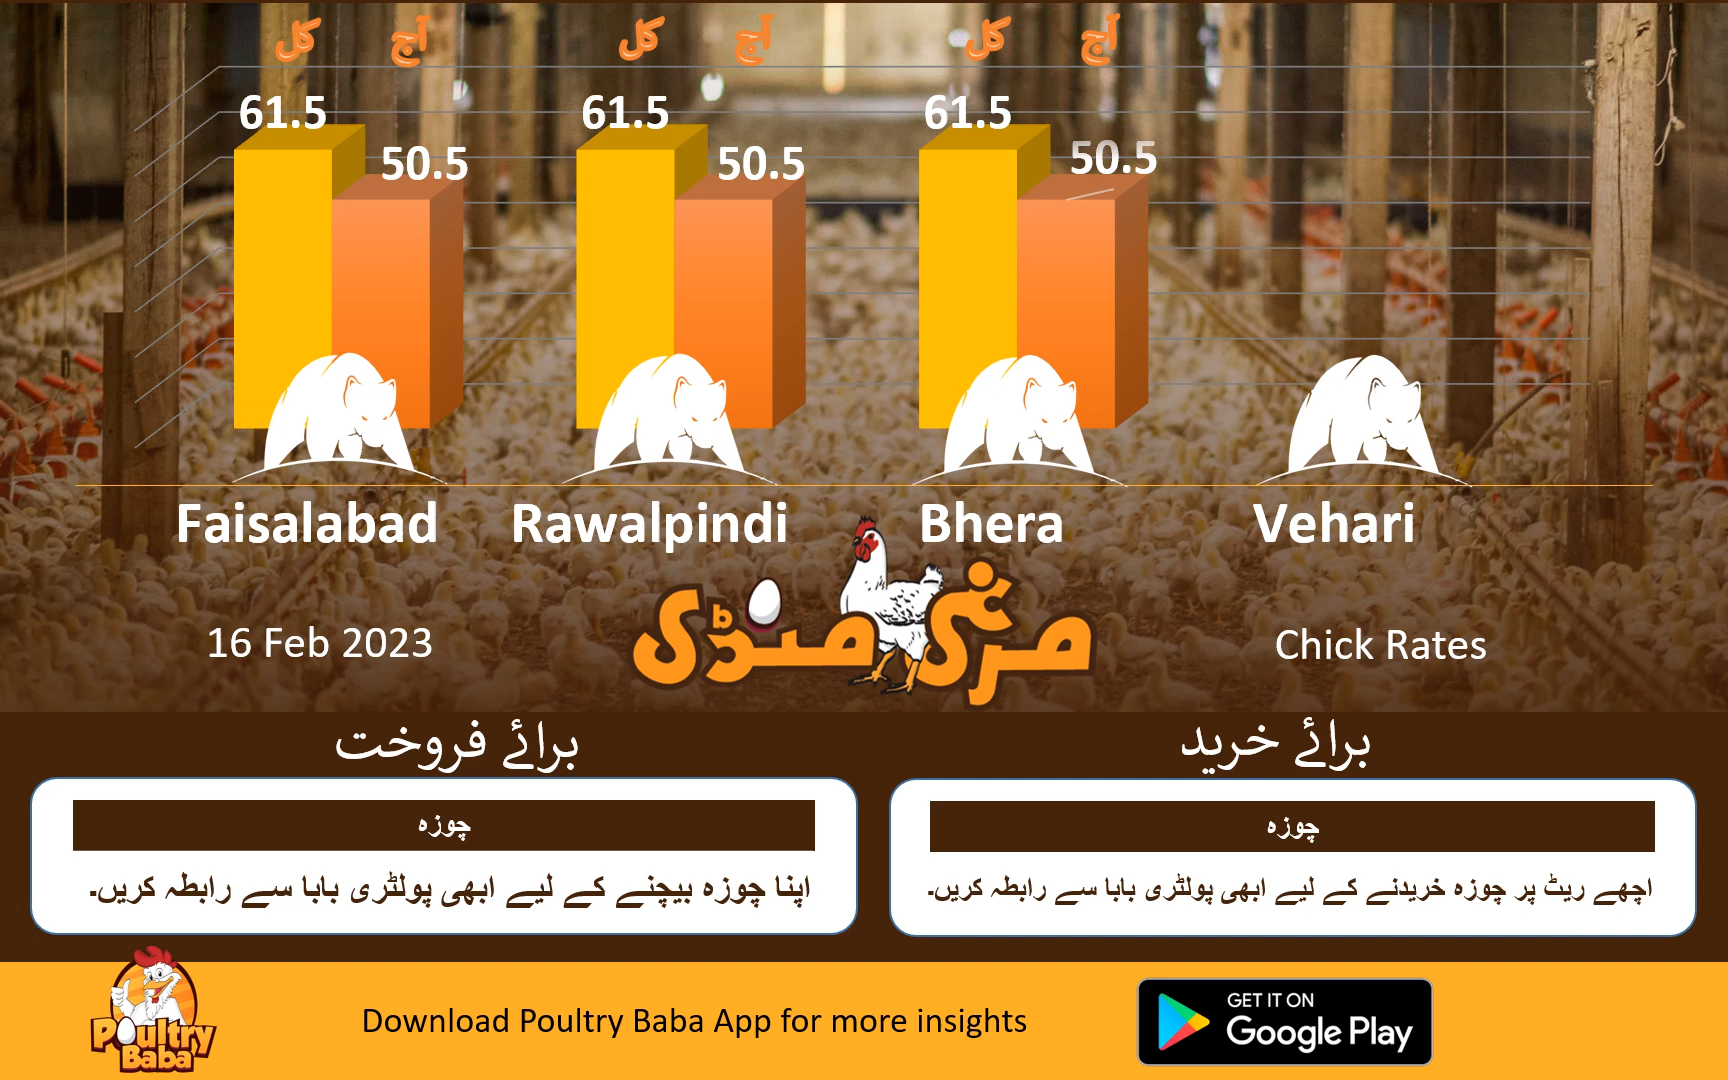 کل آج کل آج کل آج
61.5 50.5 61.5 50.5 61.5 50.5
Faisalabad Rawalpindi Bhera Vehari
16 Feb 2023
مرغی منڈی
Chick Rates
برائے فروخت
چوزہ
اپنا چوزہ بیچنے کے لیے ابھی پولٹری بابا سے رابطہ کریں۔
برائے خرید
چوزہ
اچھے ریٹ پر چوزہ خریدنے کے لیے ابھی پولٹری بابا سے رابطہ کریں۔
Poultry
Baba
Download Poultry Baba App for more insights
GET IT ON
Google Play